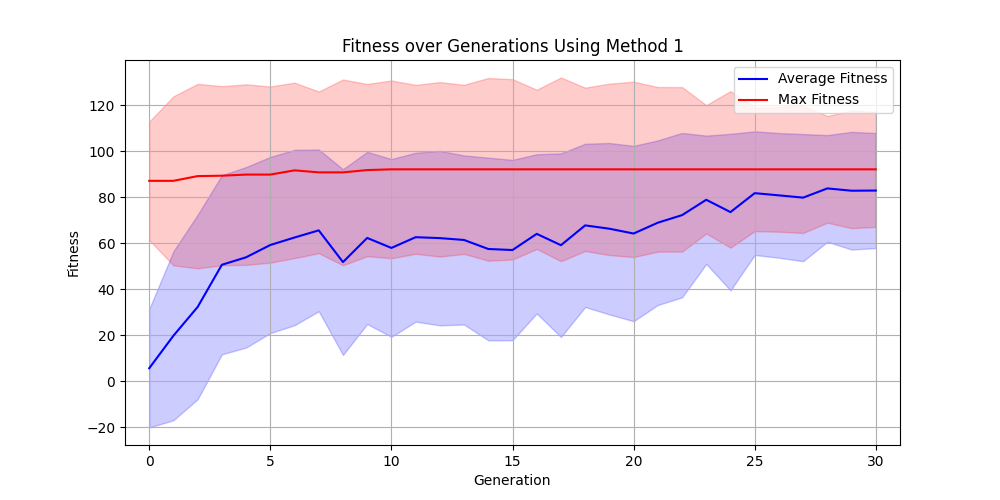 Fitness over Generations Using Method 1
Average Fitness
Max Fitness
Fitness
120
100
80
60
40
20
0
−20
0 5 10 15 20 25 30
Generation